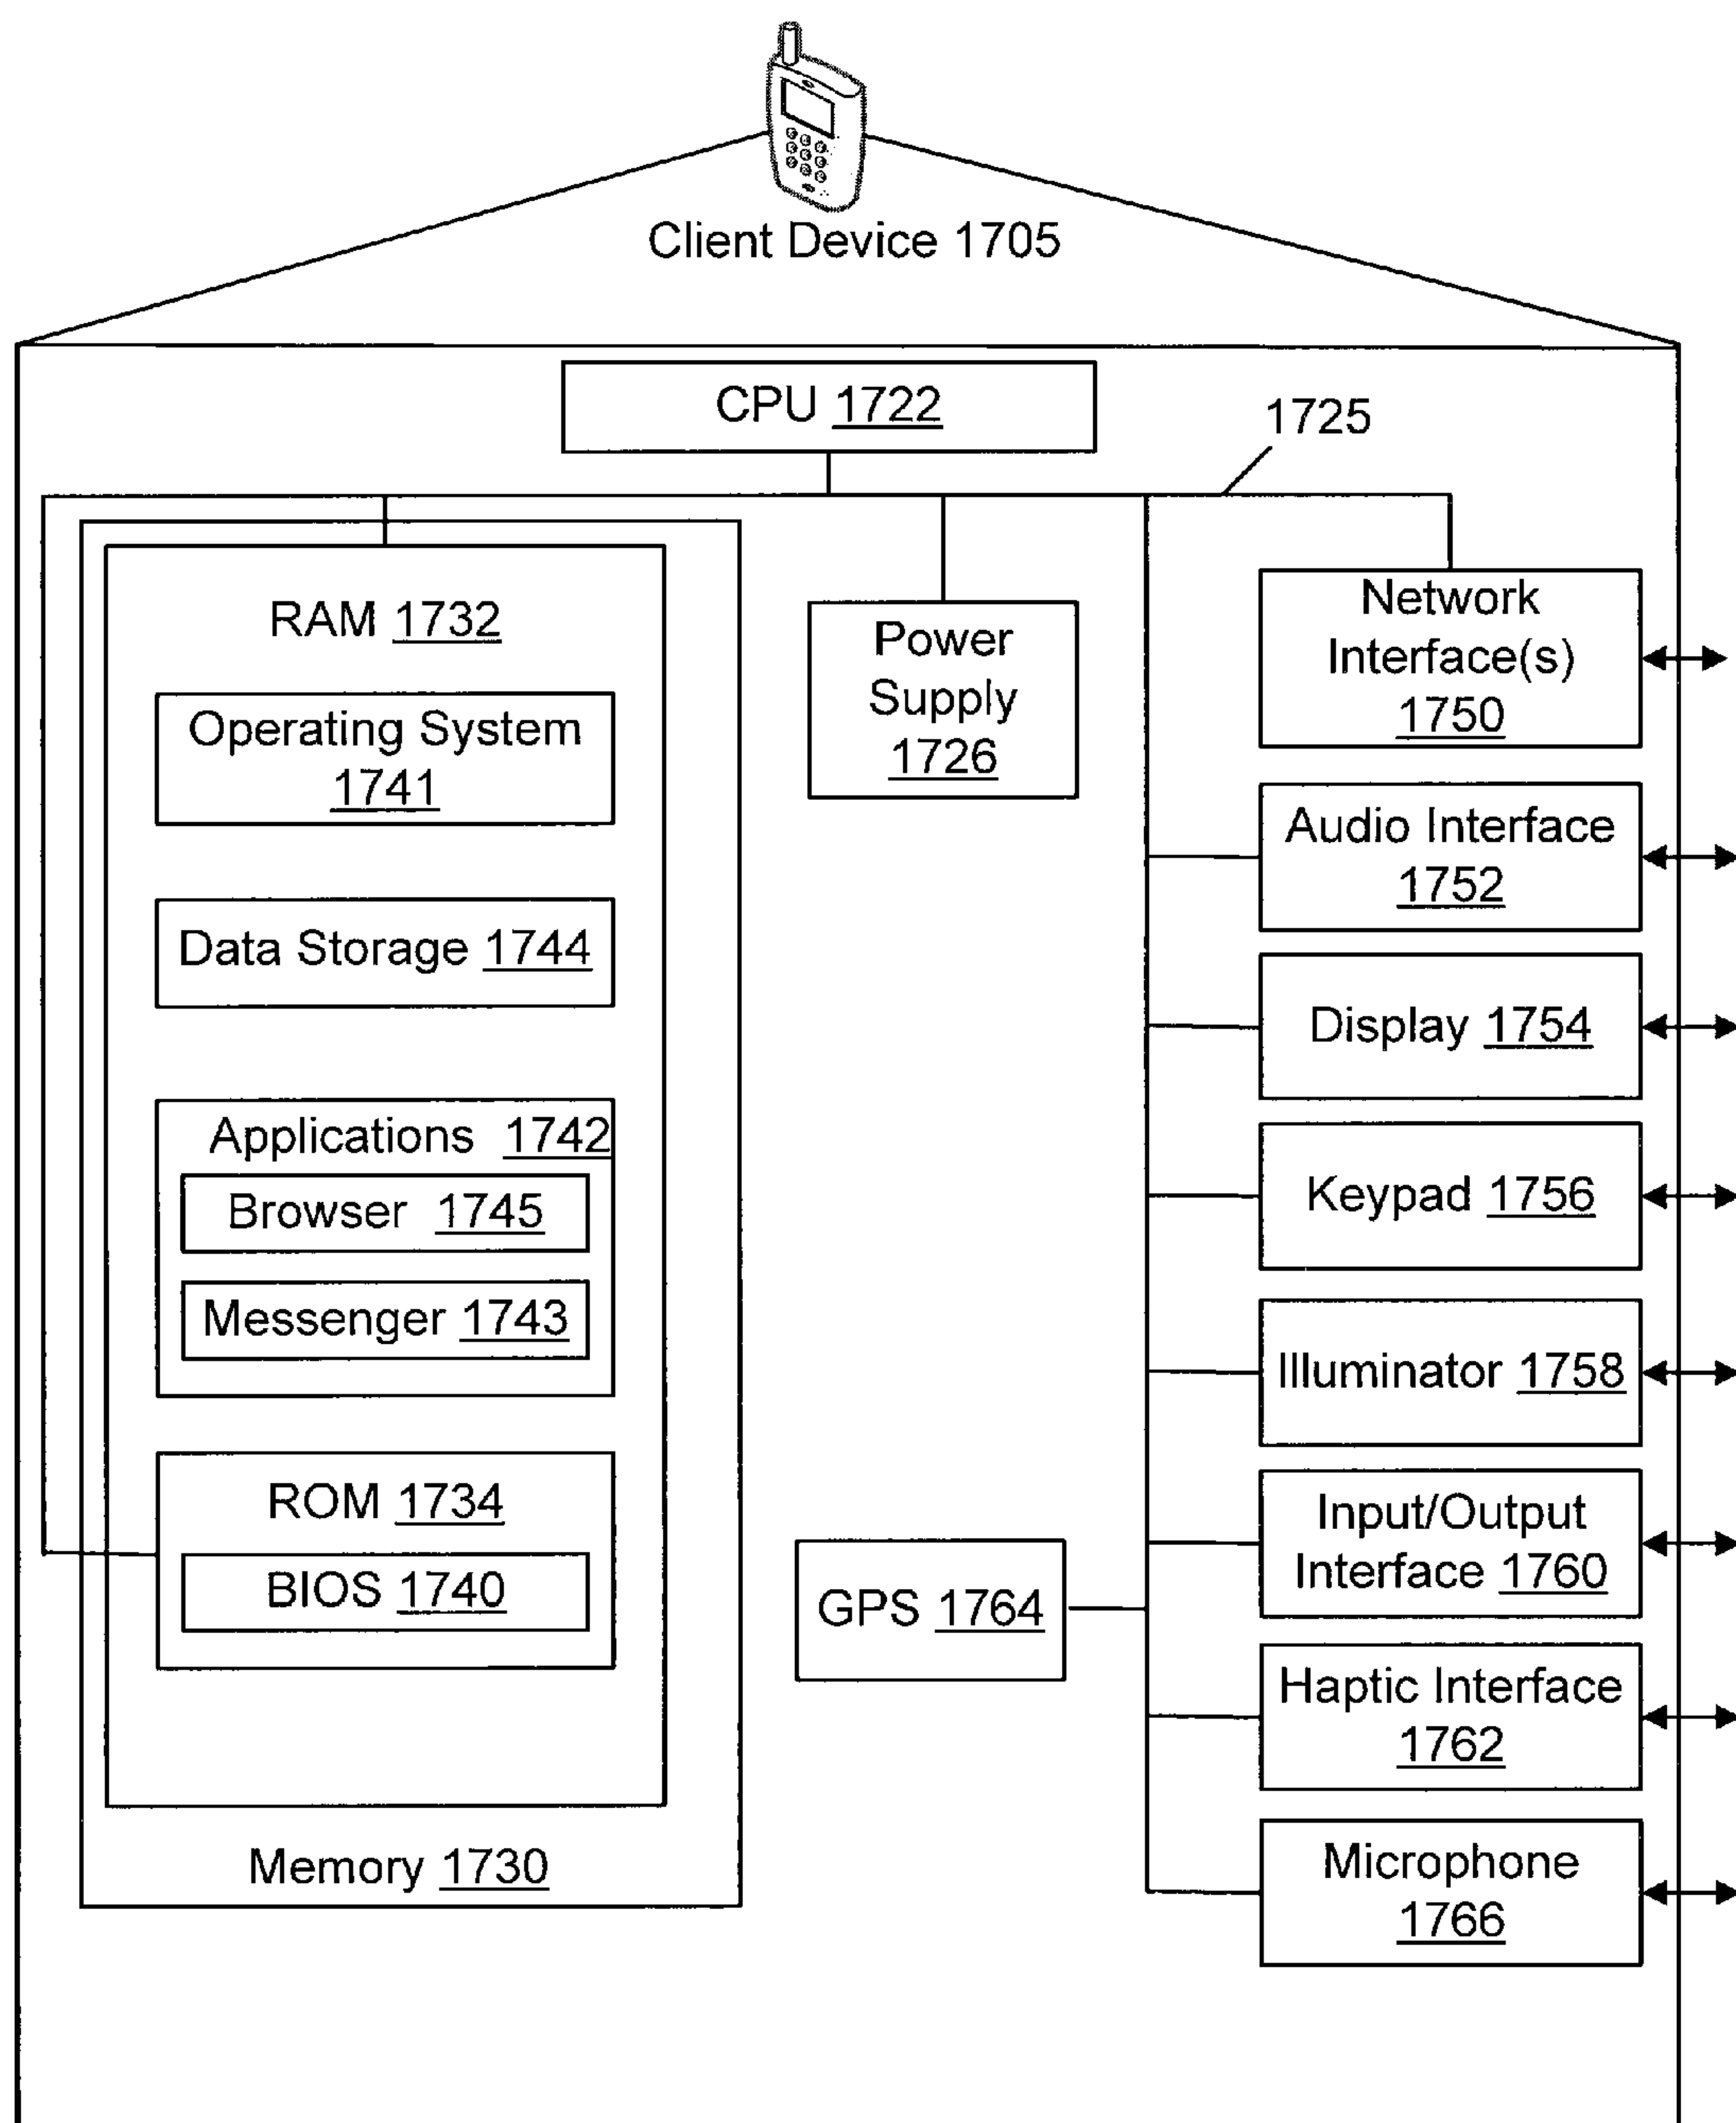 Client Device 1705
CPU 1722
1725
RAM 1732
Operating System
1741
Data Storage 1744
Applications 1742
Browser 1745
Messenger 1743
ROM 1734
BIOS 1740
Memory 1730
Power
Supply
1726
GPS 1764
Network
Interface(s)
1750
Audio Interface
1752
Display 1754
Keypad 1756
Illuminator 1758
Input/Output
Interface 1760
Haptic Interface
1762
Microphone
1766